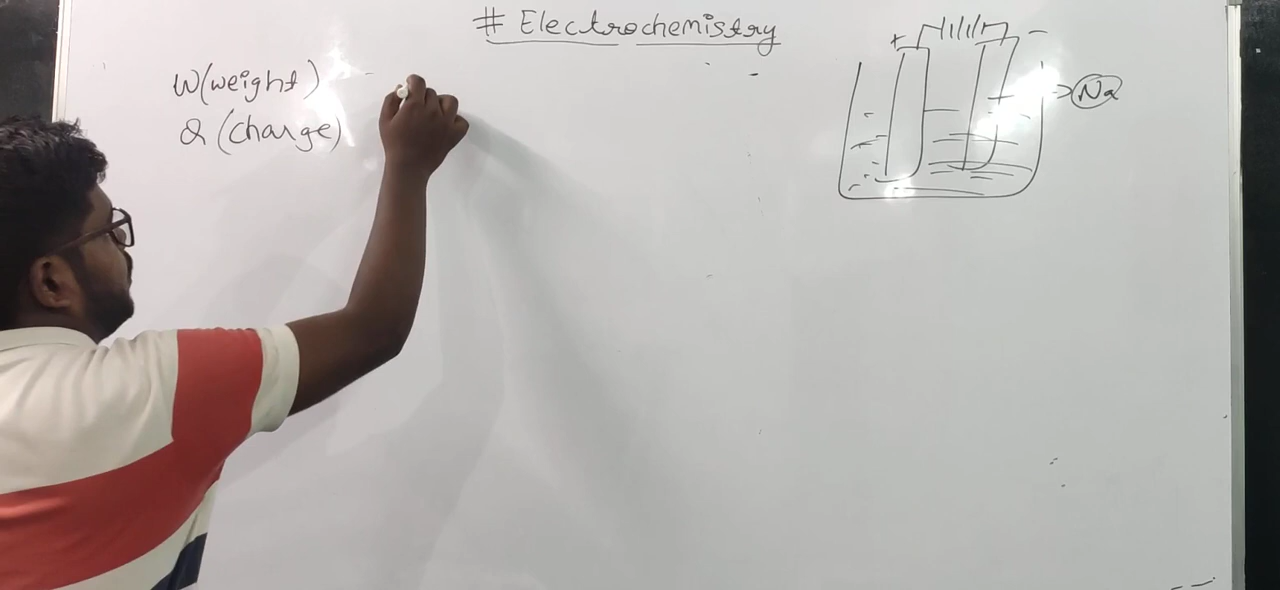 # Electrochemistry
W(weight)
Q (charge)
+ -
Na